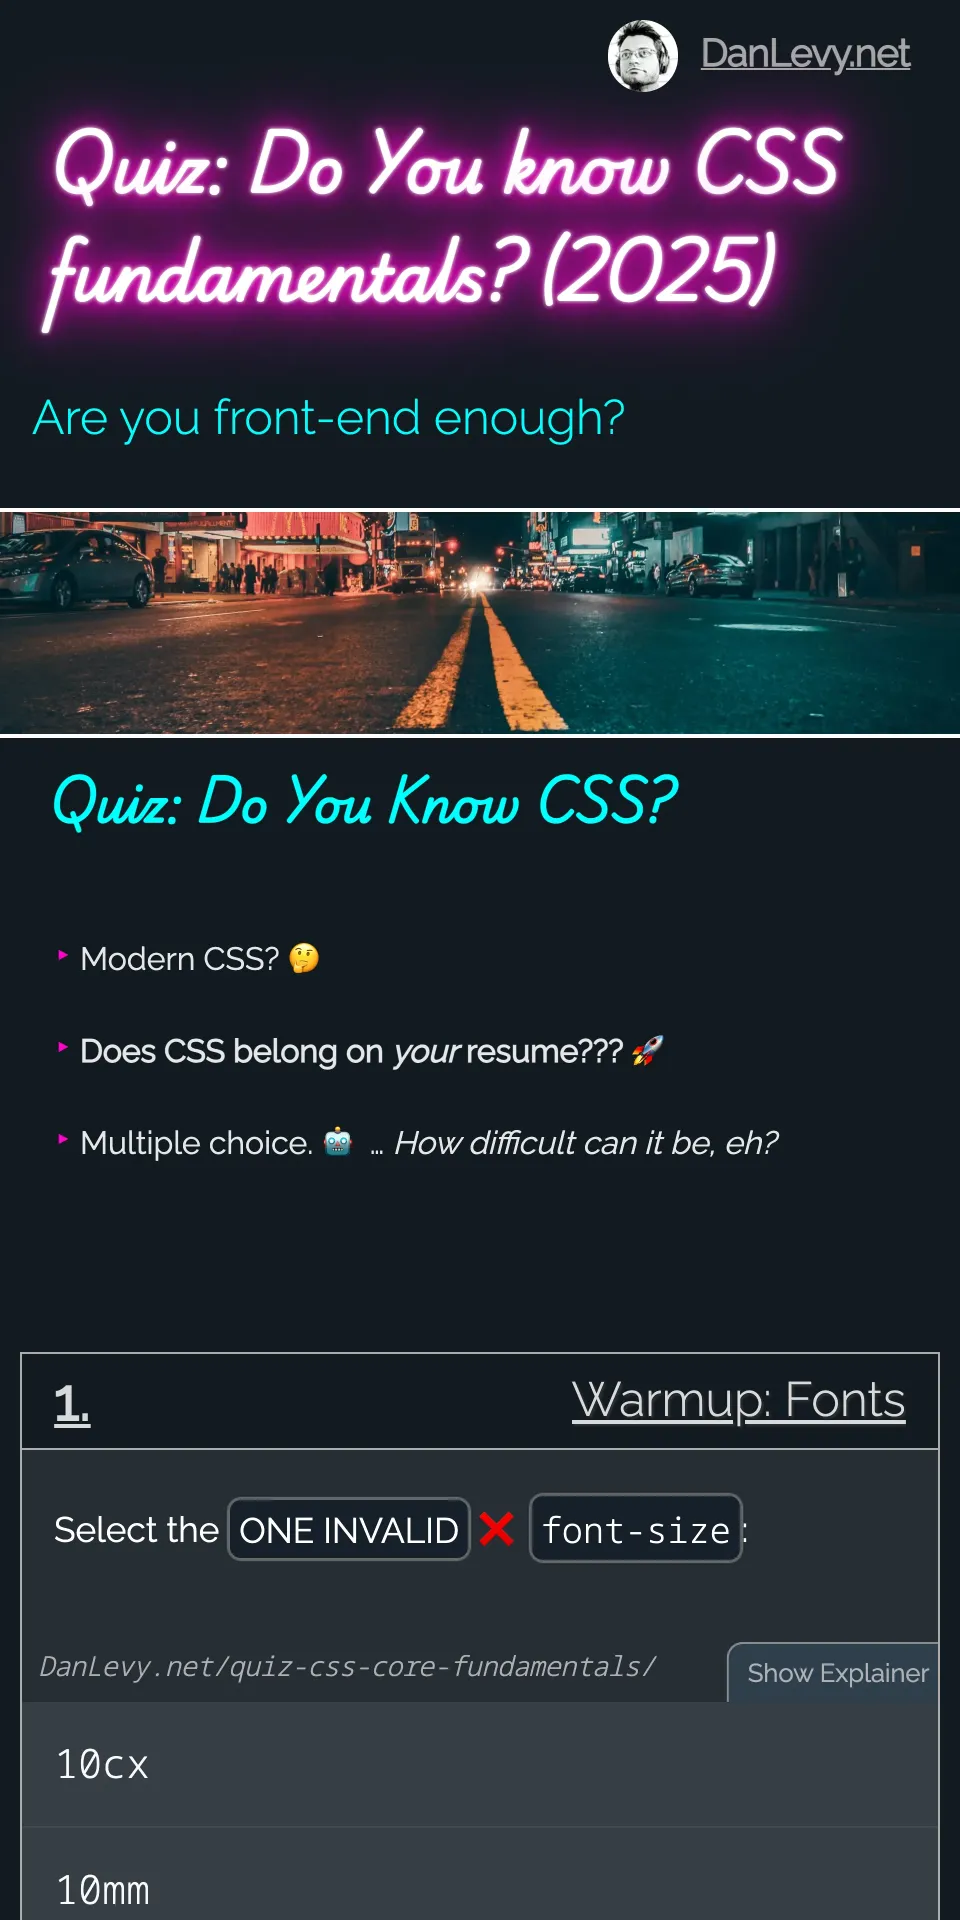 DanLevy.net
Quiz: Do You know CSS
fundamentals? (2025)
Are you front-end enough?
Quiz: Do You Know CSS?
Modern CSS? 🤔
Does CSS belong on your resume??? 🚀
Multiple choice. 🤖 … How difficult can it be, eh?
1. Warmup: Fonts
Select the ONE INVALID ❌ font-size:
DanLevy.net/quiz-css-core-fundamentals/ Show Explainer
10cx
10mm